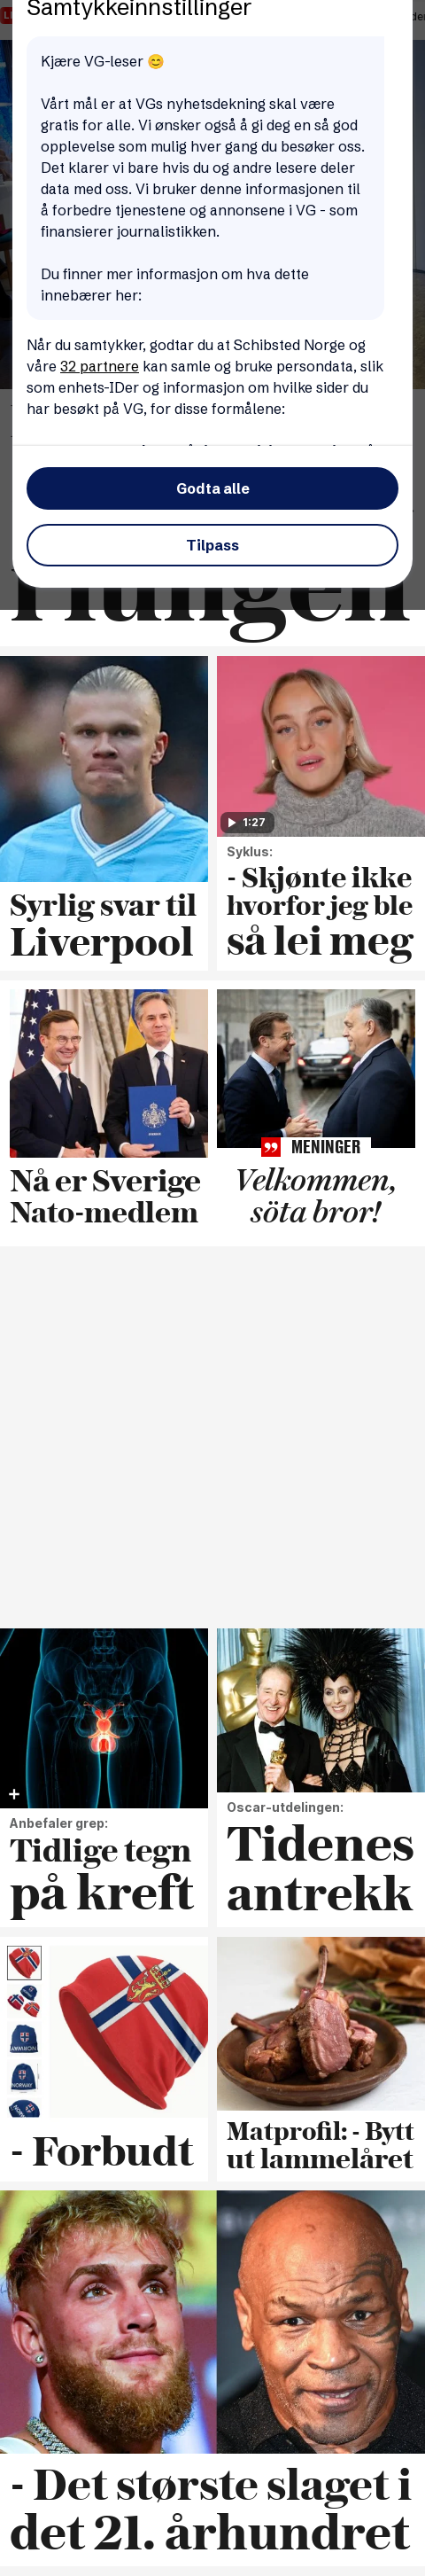 Samtykkeinnstillinger
Kjære VG-leser 😊
Vårt mål er at VGs nyhetsdekning skal være
gratis for alle. Vi ønsker også å gi deg en så god
opplevelse som mulig hver gang du besøker oss.
Det klarer vi bare hvis du og andre lesere deler
data med oss. Vi bruker denne informasjonen til
å forbedre tjenestene og annonsene i VG - som
finansierer journalistikken.
Du finner mer informasjon om hva dette
innebærer her:
Når du samtykker, godtar du at Schibsted Norge og
våre 32 partnere kan samle og bruke persondata, slik
som enhets-IDer og informasjon om hvilke sider du
har besøkt på VG, for disse formålene:
Godta alle
Tilpass
1:27
Syrlig svar til
Liverpool
Syklus:
- Skjønte ikke
hvorfor jeg ble
så lei meg
Nå er Sverige
Nato-medlem
MENINGER
Velkommen,
söta bror!
Anbefaler grep:
Tidlige tegn
på kreft
Oscar-utdelingen:
Tidenes
antrekk
NORWAY
NORWAY
- Forbudt
Matprofil: - Bytt
ut lammelåret
- Det største slaget i
det 21. århundret